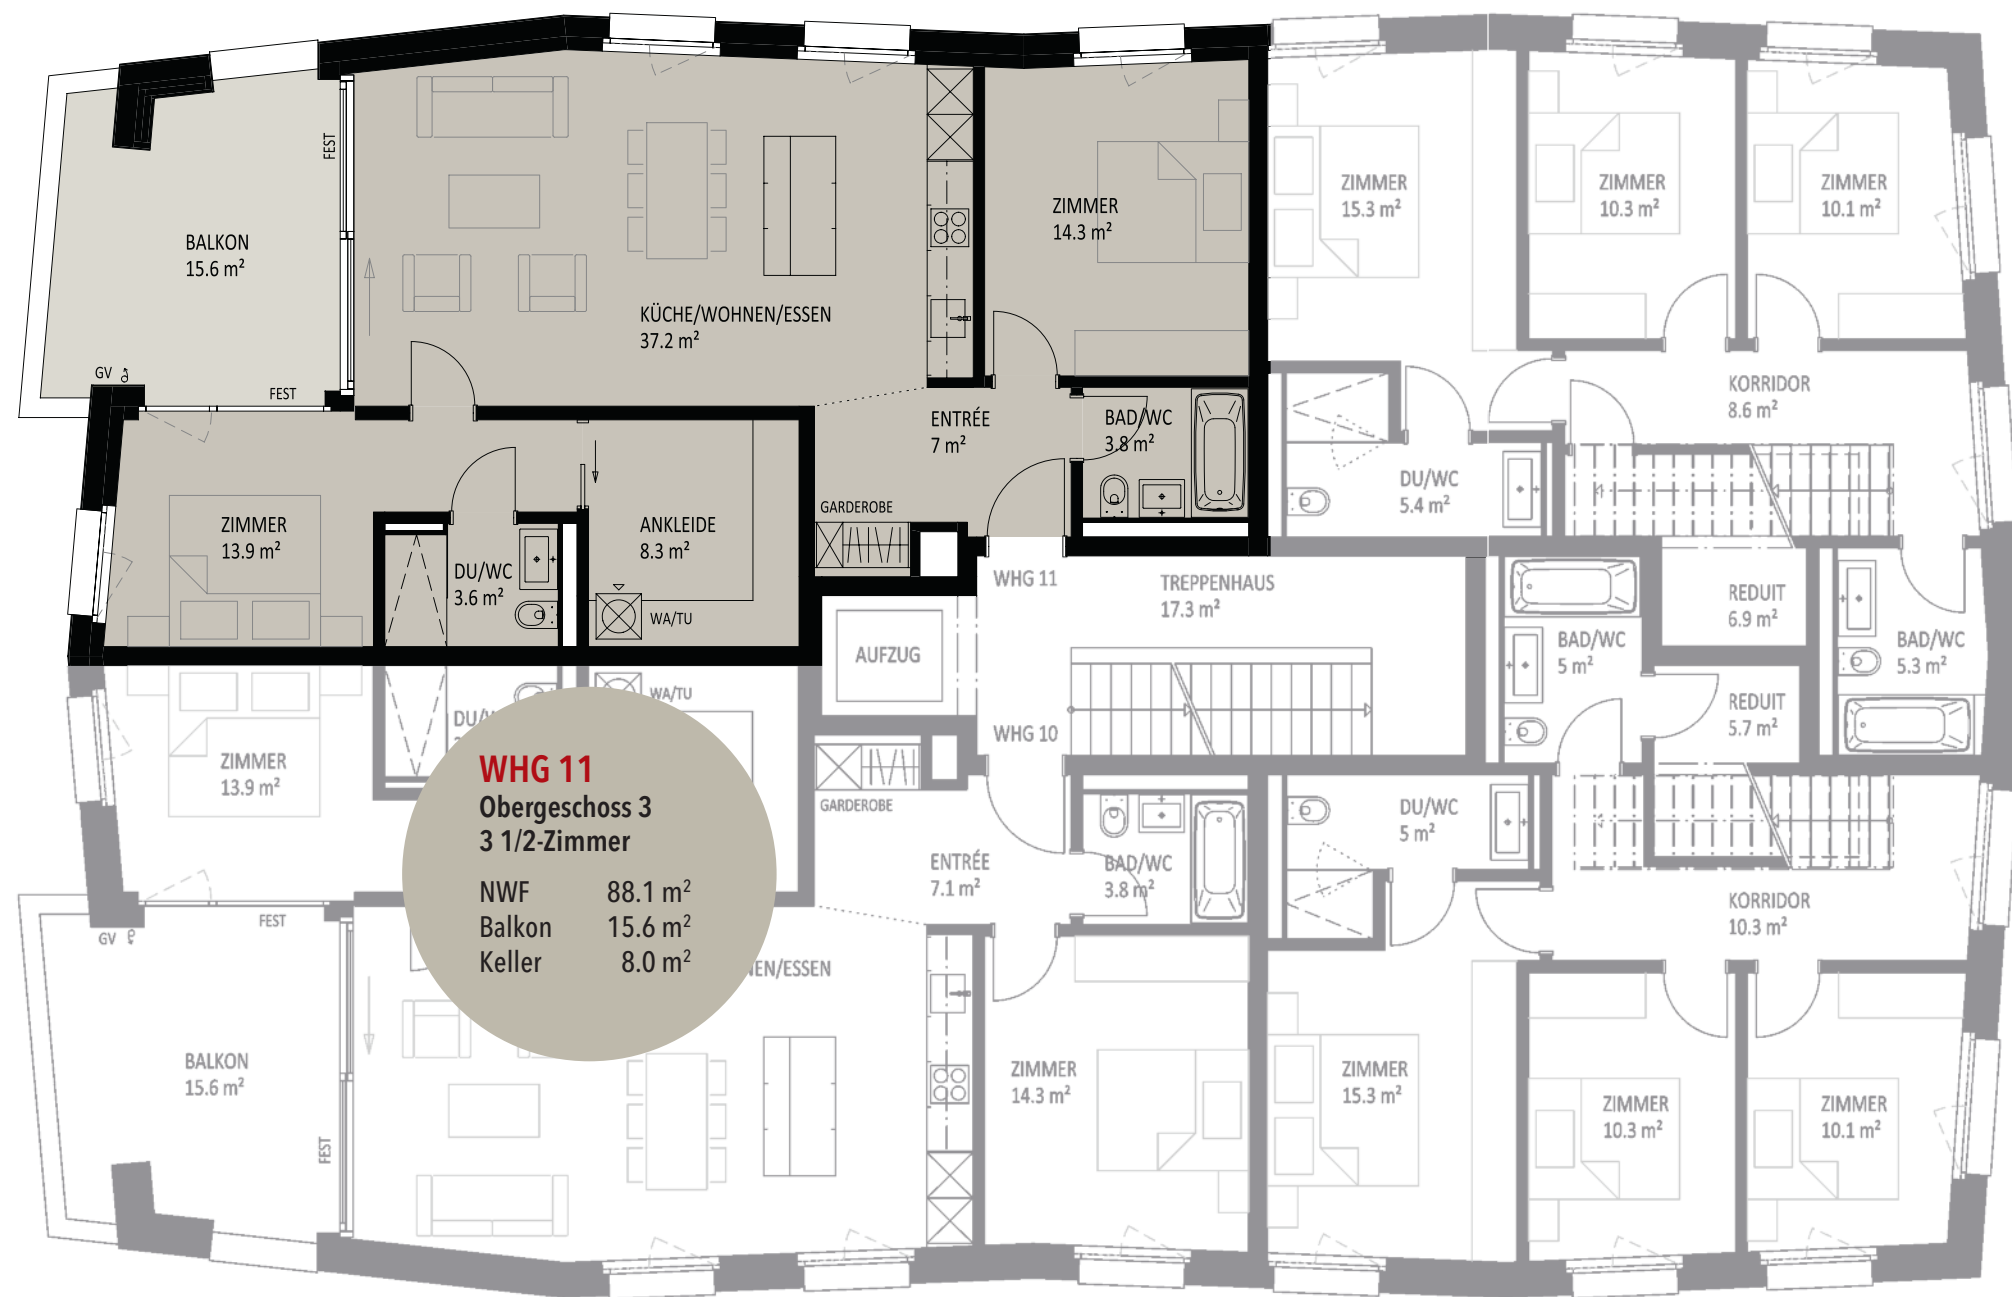 BALKON
15.6 m²
FEST
GV
FEST
KÜCHE/WOHNEN/ESSEN
37.2 m²
ZIMMER
14.3 m²
ENTRÉE
7 m²
BAD/WC
3.8 m²
GARDEROBE
ZIMMER
13.9 m²
DU/WC
3.6 m²
ANKLEIDE
8.3 m²
WA/TU
ZIMMER
15.3 m²
ZIMMER
10.3 m²
ZIMMER
10.1 m²
KORRIDOR
8.6 m²
DU/WC
5.4 m²
WHG 11
TREPPENHAUS
17.3 m²
AUFZUG
WHG 10
BAD/WC
5 m²
REDUIT
6.9 m²
REDUIT
5.7 m²
BAD/WC
5.3 m²
WA/TU
ZIMMER
13.9 m²
DU/W
WHG 11
Obergeschoss 3
3 1/2-Zimmer
NWF 88.1 m²
Balkon 15.6 m²
Keller 8.0 m²
GARDEROBE
ENTRÉE
7.1 m²
BAD/WC
3.8 m²
DU/WC
5 m²
KORRIDOR
10.3 m²
FEST
GV
NEN/ESSEN
BALKON
15.6 m²
FEST
ZIMMER
14.3 m²
ZIMMER
15.3 m²
ZIMMER
10.3 m²
ZIMMER
10.1 m²